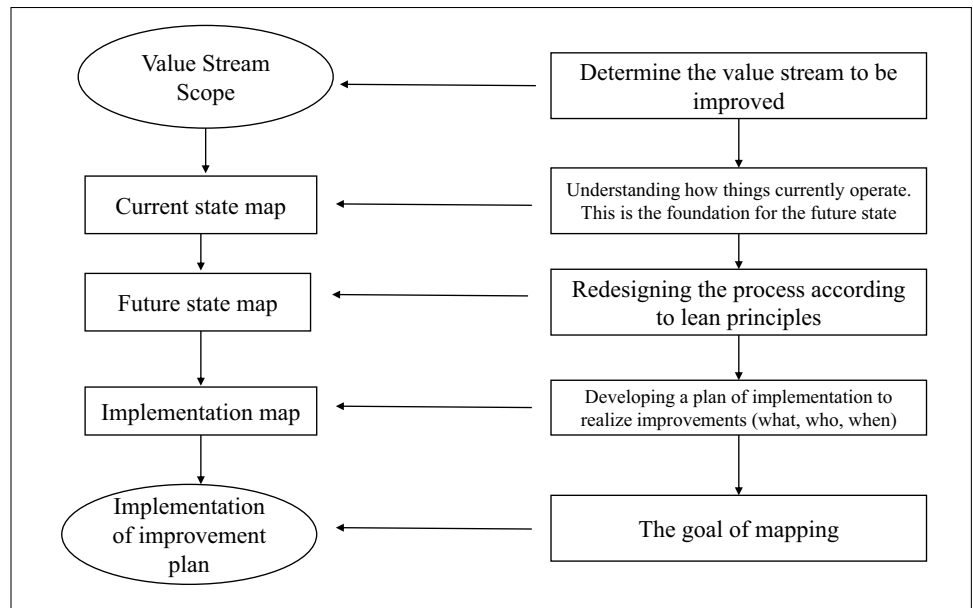 Value Stream
Scope
Determine the value stream to be
improved
Current state map
Understanding how things currently operate.
This is the foundation for the future state
Future state map
Redesigning the process according
to lean principles
Implementation map
Developing a plan of implementation to
realize improvements (what, who, when)
Implementation
of improvement
plan
The goal of mapping